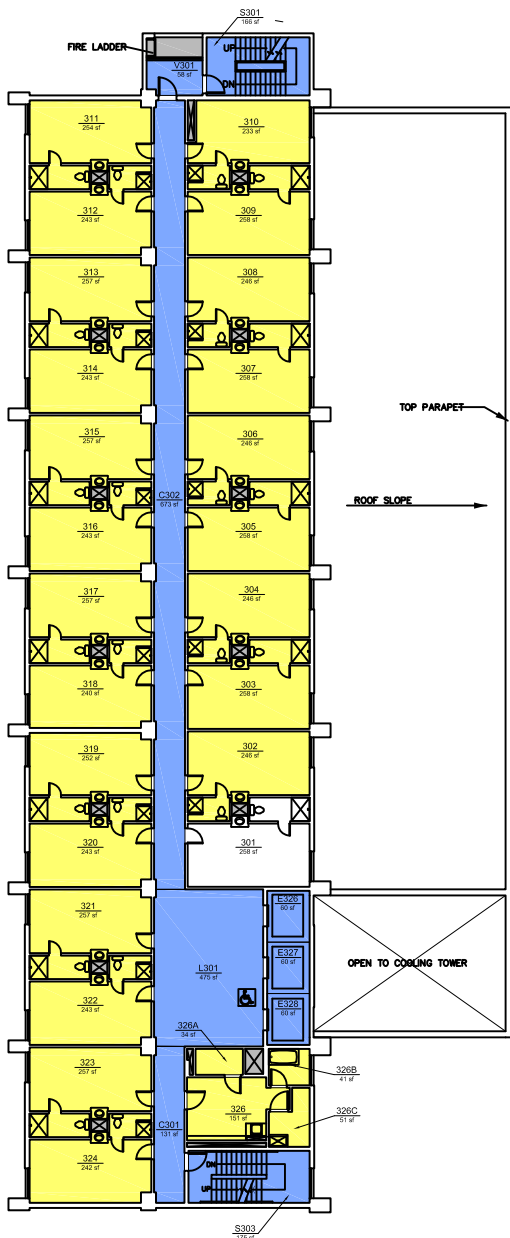 S301
166 sf
FIRE LADDER
UP
V301
58 sf
DN
311
254 sf
310
233 sf
312
243 sf
309
258 sf
313
257 sf
308
246 sf
314
243 sf
307
258 sf
TOP PARAPET
315
257 sf
306
246 sf
C302
673 sf
ROOF SLOPE
316
243 sf
305
258 sf
317
257 sf
304
246 sf
318
240 sf
303
258 sf
319
252 sf
302
246 sf
320
243 sf
301
258 sf
321
257 sf
E326
60 sf
L301
475 sf
E327
60 sf
OPEN TO COOLING TOWER
322
243 sf
E328
60 sf
326A
34 sf
323
257 sf
326B
41 sf
326
151 sf
326C
51 sf
C301
131 sf
324
242 sf
DN
UP
S303
175 sf